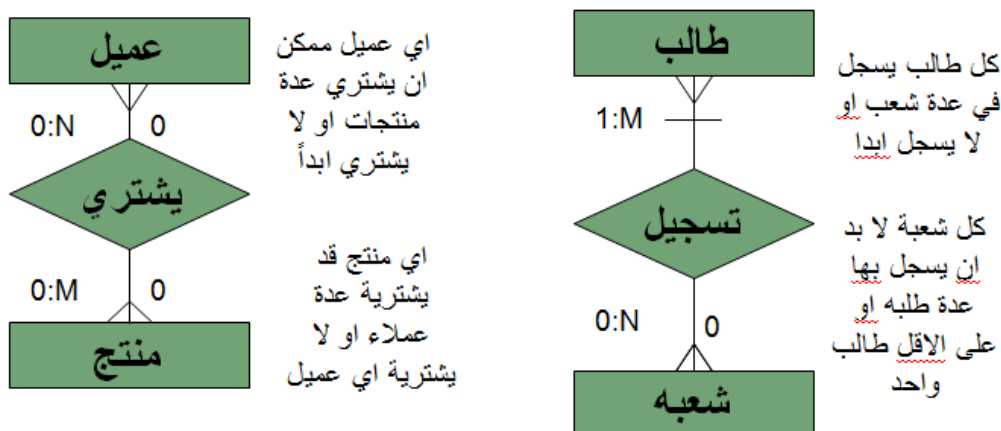 عميل
0:N
0
يشتري
0:M
0
منتج
اي عميل ممكن
ان يشتري عدة
منتجات او لا
يشتري ابداً
اي منتج قد
يشترية عدة
عملاء او لا
يشترية اي عميل
طالب
1:M
تسجيل
0:N
0
شعبه
كل طالب يسجل
في عدة شعب او
لا يسجل ابدا
كل شعبة لا بد
ان يسجل بها
عدة طلبه او
على الاقل طالب
واحد